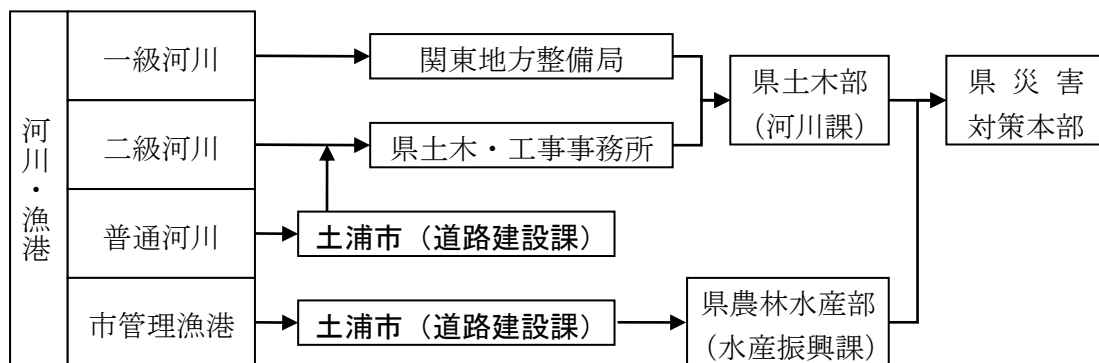 河川・漁港
一級河川
関東地方整備局
県土木部
(河川課)
県災害
対策本部
二級河川
県土木・工事事務所
普通河川
土浦市（道路建設課）
市管理漁港
土浦市（道路建設課）
県農林水産部
(水産振興課)